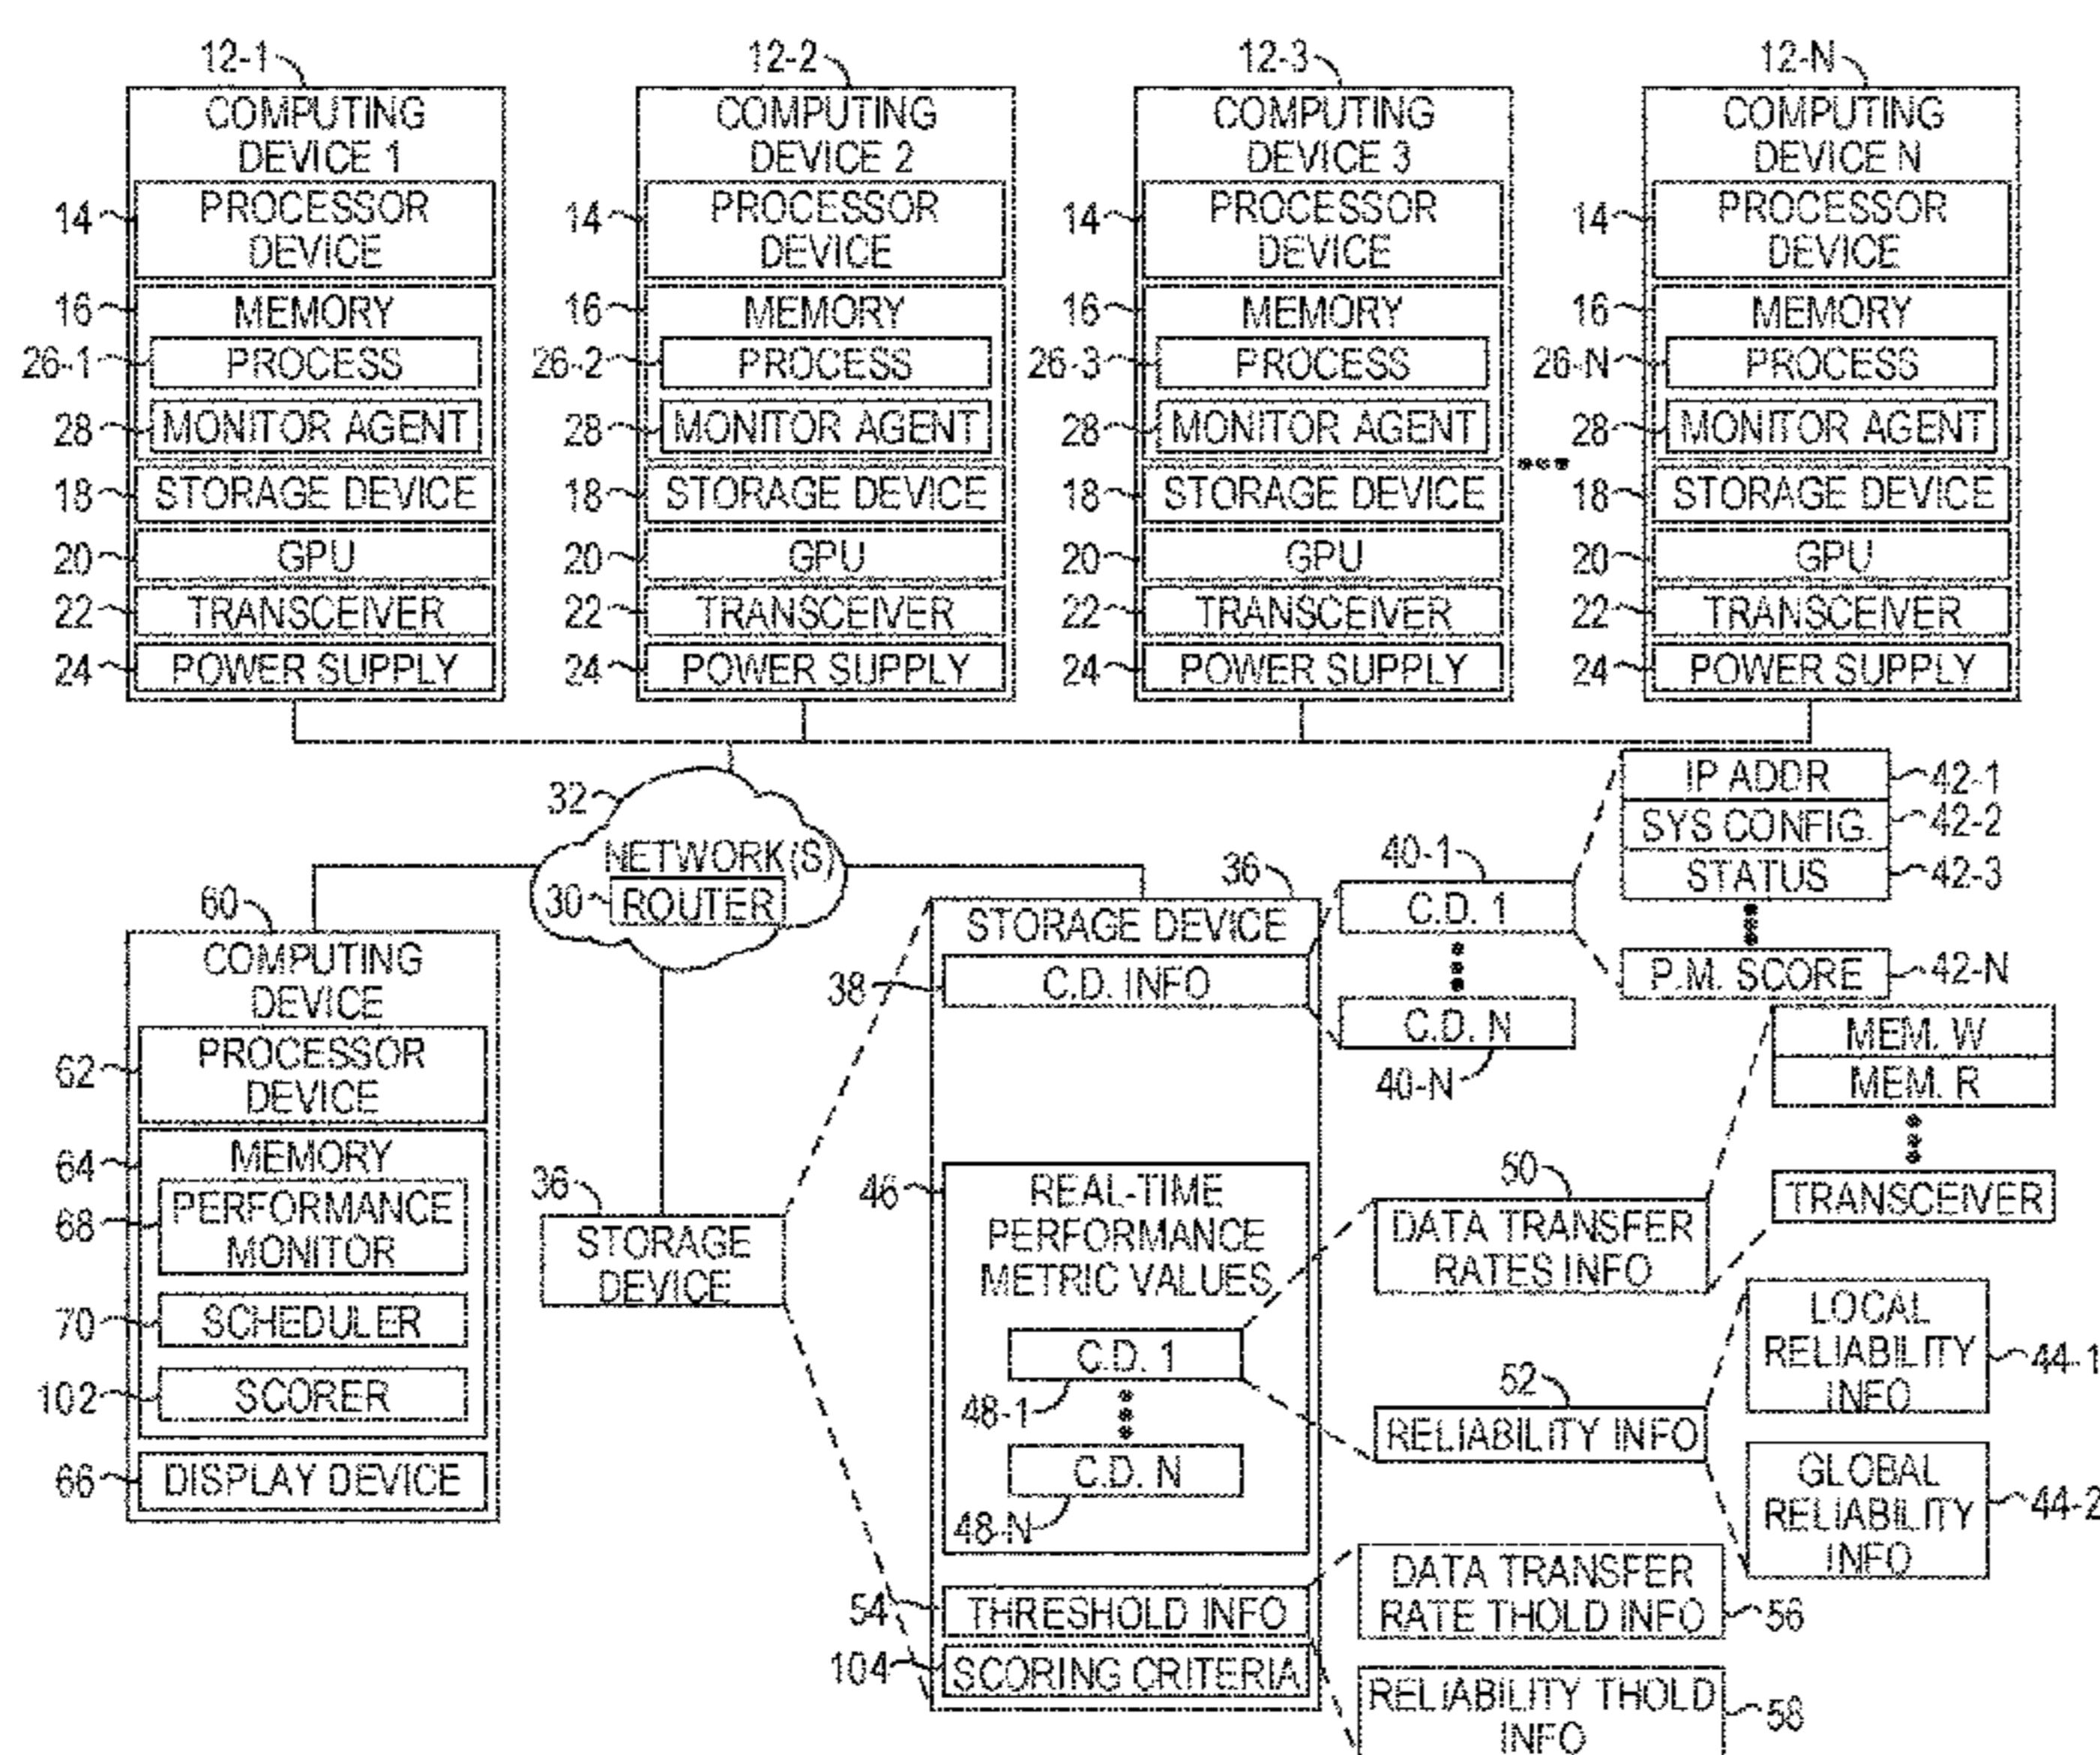 12-1
12-2
12-3
12-N
COMPUTING
DEVICE 1
14
PROCESSOR
DEVICE
16
MEMORY
26-1
PROCESS
28
MONITOR AGENT
18
STORAGE DEVICE
20
GPU
22
TRANSCEIVER
24
POWER SUPPLY
COMPUTING
DEVICE 2
14
PROCESSOR
DEVICE
16
MEMORY
26-2
PROCESS
28
MONITOR AGENT
18
STORAGE DEVICE
20
GPU
22
TRANSCEIVER
24
POWER SUPPLY
COMPUTING
DEVICE 3
14
PROCESSOR
DEVICE
16
MEMORY
26-3
PROCESS
28
MONITOR AGENT
18
STORAGE DEVICE
20
GPU
22
TRANSCEIVER
24
POWER SUPPLY
COMPUTING
DEVICE N
14
PROCESSOR
DEVICE
16
MEMORY
26-N
PROCESS
28
MONITOR AGENT
18
STORAGE DEVICE
20
GPU
22
TRANSCEIVER
24
POWER SUPPLY
32
NETWORK(S)
30
ROUTER
60
COMPUTING
DEVICE
62
PROCESSOR
DEVICE
64
MEMORY
68
PERFORMANCE
MONITOR
70
SCHEDULER
102
SCORER
66
DISPLAY DEVICE
36
STORAGE
DEVICE
36
STORAGE DEVICE
38
C.D. INFO
46
REAL-TIME
PERFORMANCE
METRIC VALUES
C.D. 1
48-1
C.D. N
48-N
54
THRESHOLD INFO
104
SCORING CRITERIA
40-1
C.D. 1
C.D. N
40-N
IP ADDR
42-1
SYS CONFIG.
42-2
STATUS
42-3
P.M. SCORE
42-N
MEM. W
MEM. R
TRANSCEIVER
50
DATA TRANSFER
RATES INFO
52
RELIABILITY INFO
LOCAL
RELIABILITY
INFO
44-1
GLOBAL
RELIABILITY
INFO
44-2
DATA TRANSFER
RATE THOLD INFO
56
RELIABILITY THOLD
INFO
58